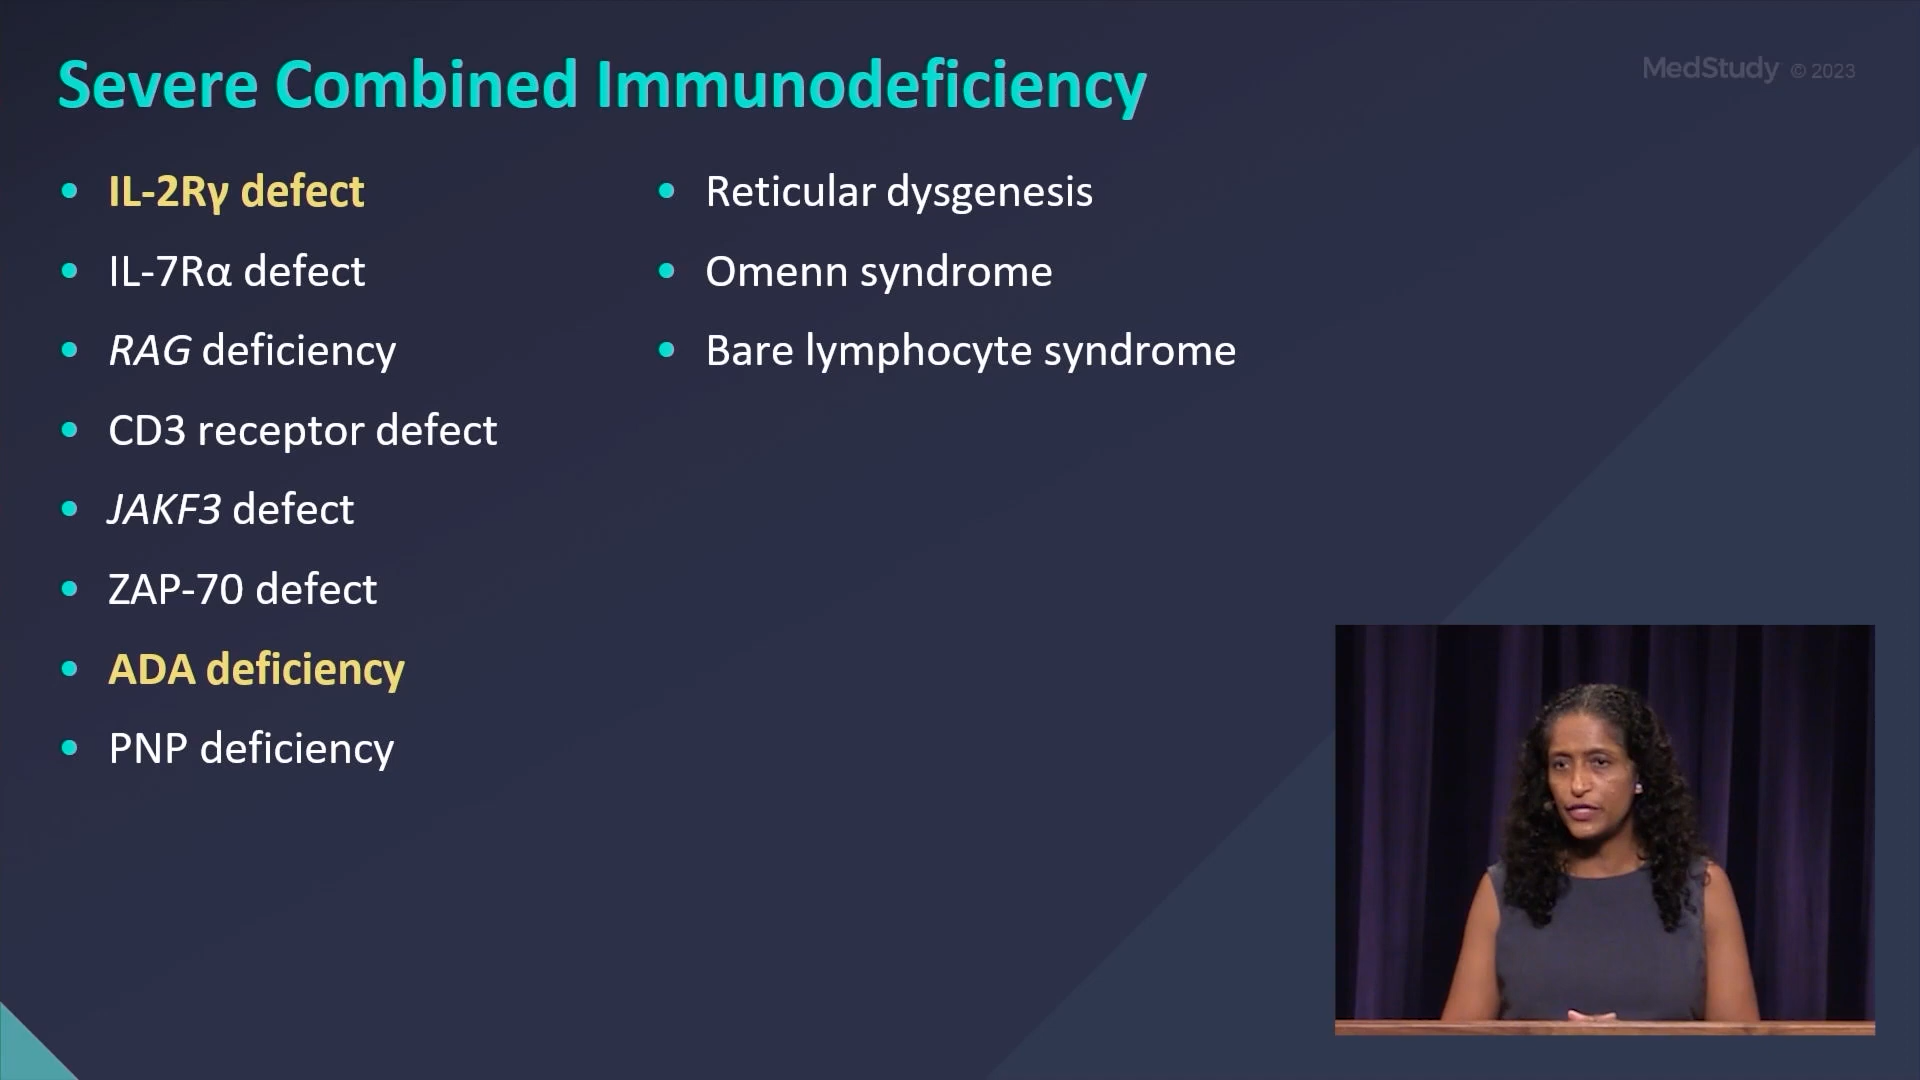 Severe Combined Immunodeficiency
MedStudy © 2023
IL-2Rγ defect
IL-7Rα defect
RAG deficiency
CD3 receptor defect
JAKF3 defect
ZAP-70 defect
ADA deficiency
PNP deficiency
Reticular dysgenesis
Omenn syndrome
Bare lymphocyte syndrome